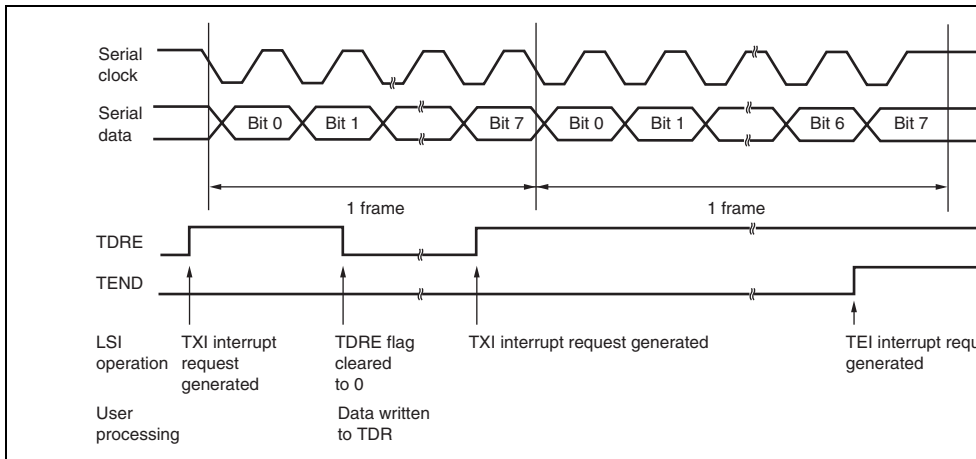 Serial
clock
Serial
data
Bit 0
Bit 1
Bit 7
Bit 0
Bit 1
Bit 6
Bit 7
1 frame
1 frame
TDRE
TEND
LSI
operation
TXI interrupt
request
generated
TDRE flag
cleared
to 0
TXI interrupt request generated
TEI interrupt
generated
User
processing
Data written
to TDR